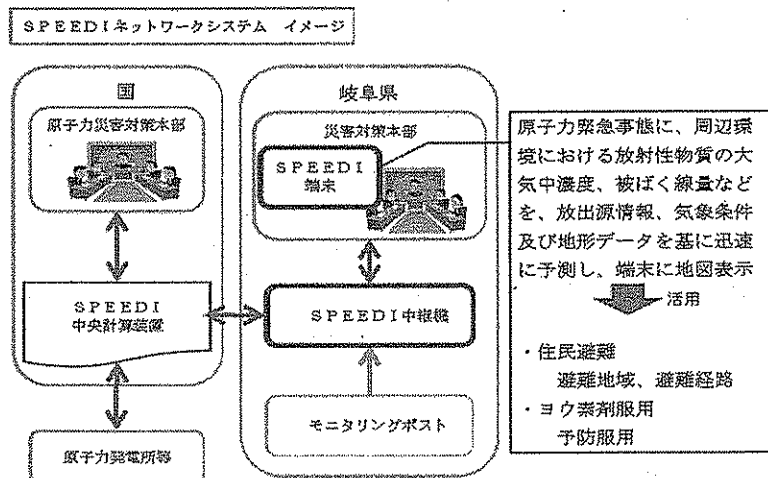 SPEEDIネットワークシステム イメージ
国
原子力災害対策本部
SPEEDI
中央計算装置
原子力発電所等
岐阜県
災害対策本部
SPEEDI
端末
SPEEDI中継機
モニタリングポスト
原子力緊急事態に、周辺環
境における放射性物質の大
気中濃度、被ばく線量など
を、放出源情報、気象条件
及び地形データを基に迅速
に予測し、端末に地図表示
活用
・住民避難
避難地域、避難経路
・ヨウ素剤服用
予防服用